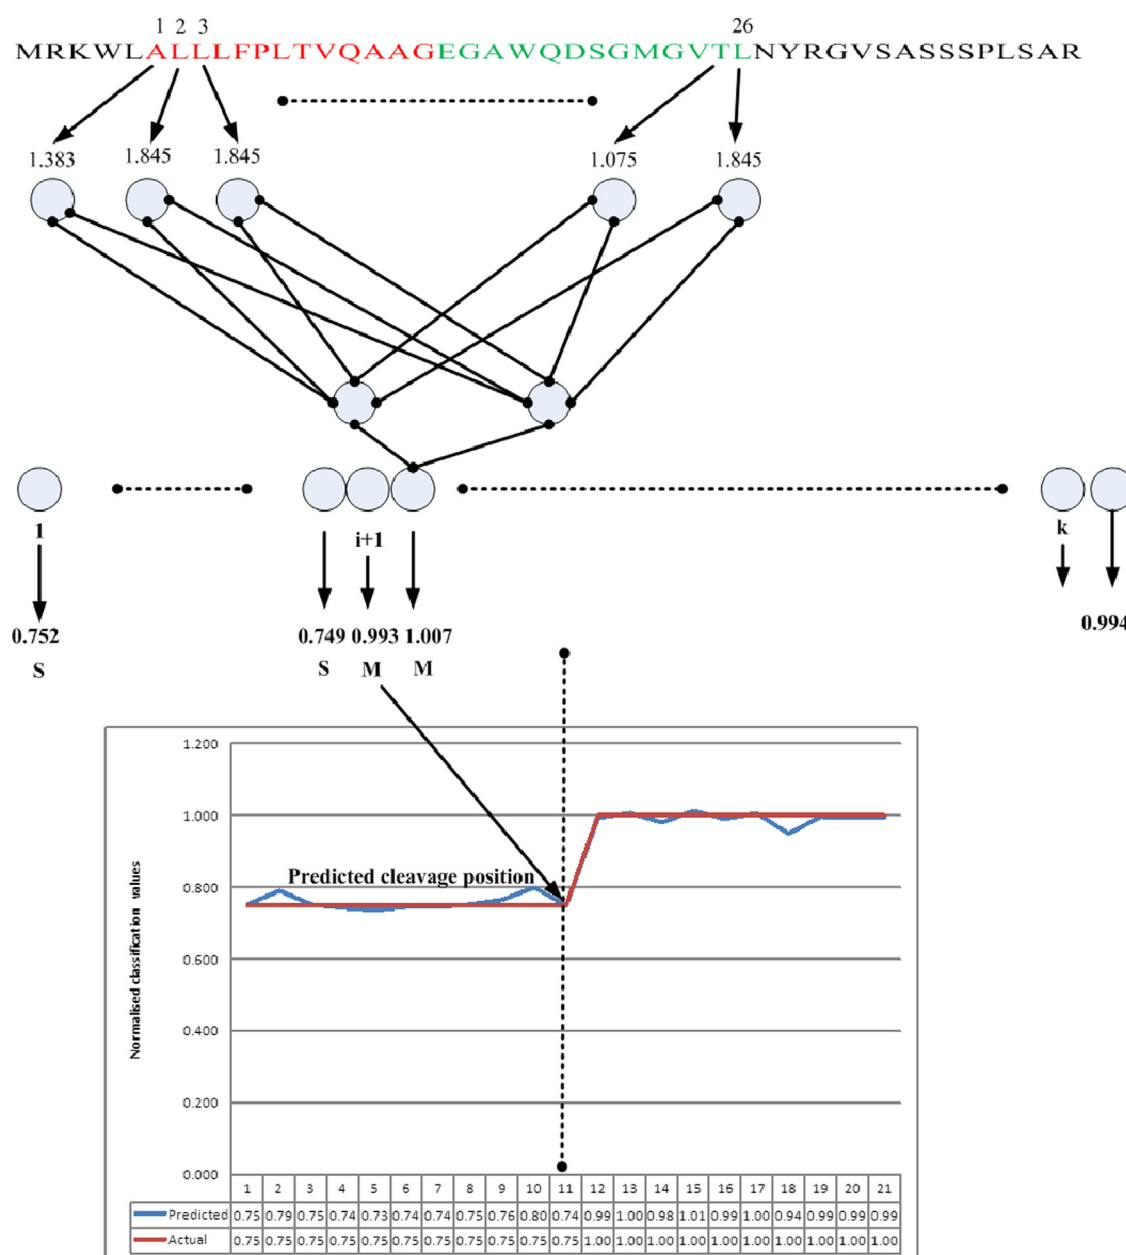 1 2 3 26
MRKWLALLLFPLTVQAAGEGAWQDSGMGVTLNYRGVSASSSPLSAR
1.383 1.845 1.845 1.075 1.845
1 i+1 k
0.752 0.749 0.993 1.007 0.994
S S M M
1.200
1.000
0.800
0.600
0.400
0.200
0.000
Normalised classification values
Predicted cleavage position
1 2 3 4 5 6 7 8 9 10 11 12 13 14 15 16 17 18 19 20 21
Predicted 0.75 0.79 0.75 0.74 0.73 0.74 0.74 0.75 0.76 0.80 0.74 0.99 1.00 0.98 1.01 0.99 1.00 0.94 0.99 0.99 0.99
Actual 0.75 0.75 0.75 0.75 0.75 0.75 0.75 0.75 0.75 0.75 0.75 1.00 1.00 1.00 1.00 1.00 1.00 1.00 1.00 1.00 1.00